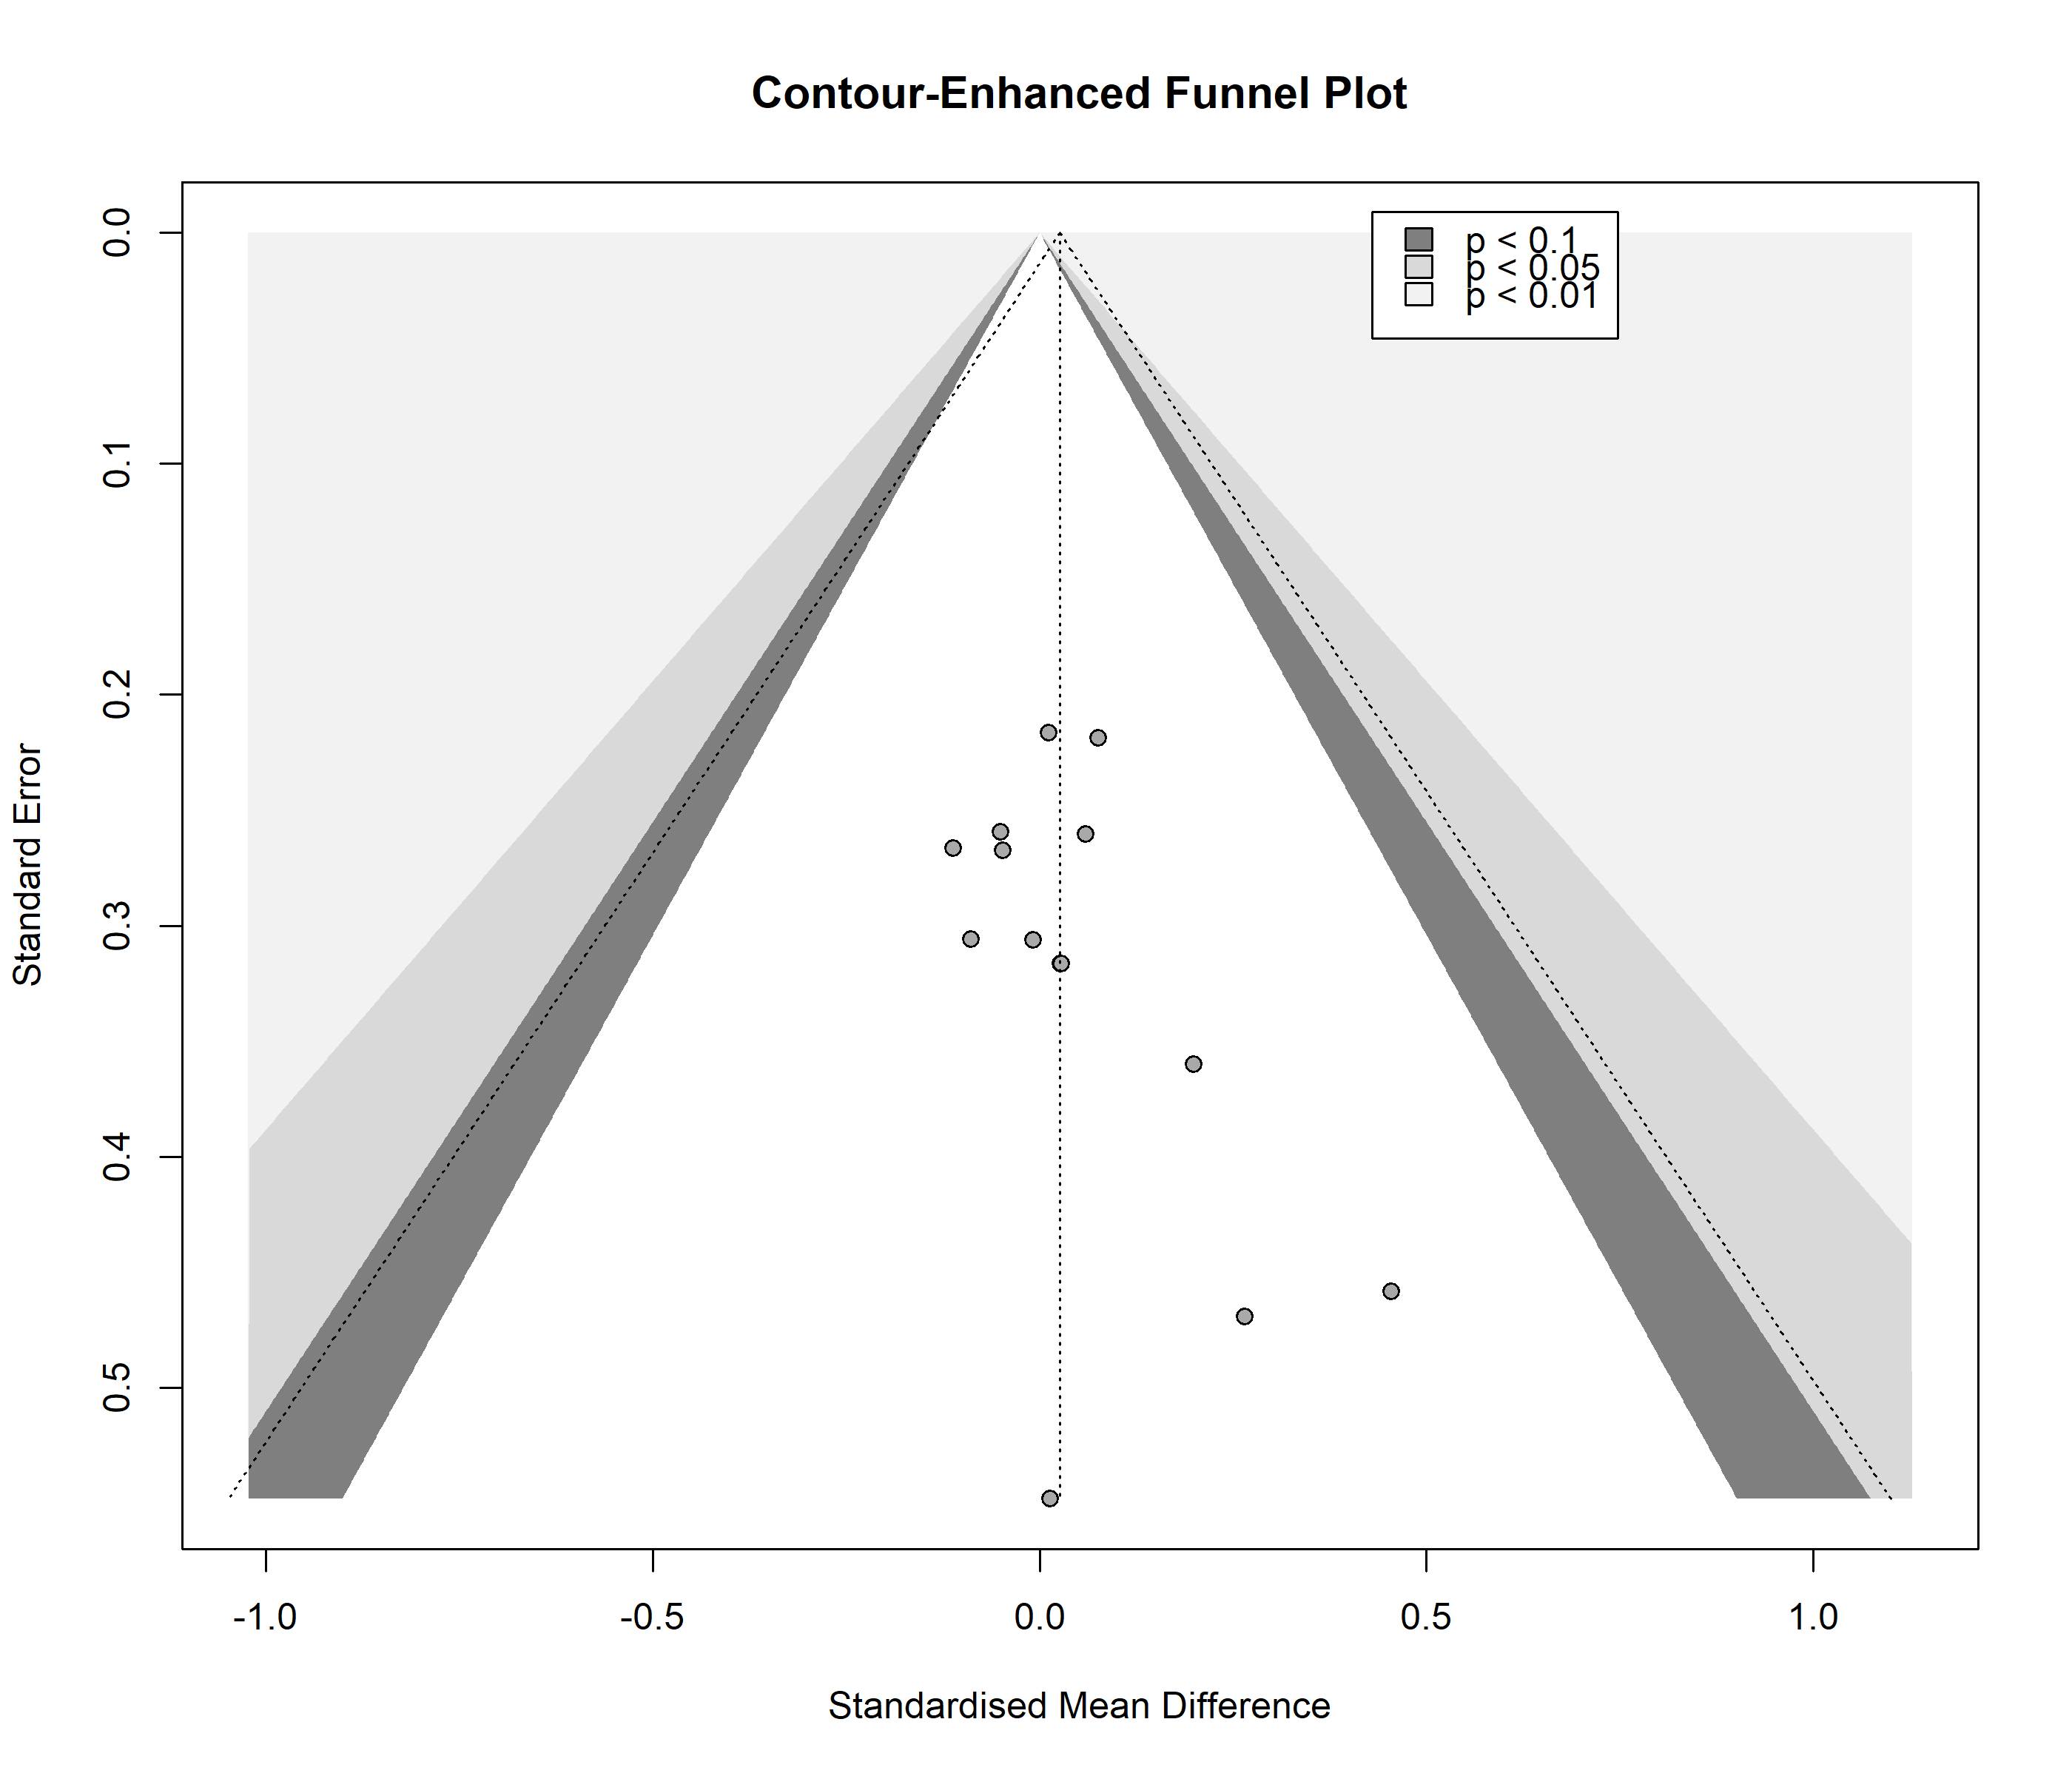 Contour-Enhanced Funnel Plot
p < 0.1
p < 0.05
p < 0.01
Standard Error
0.0
0.1
0.2
0.3
0.4
0.5
-1.0 -0.5 0.0 0.5 1.0
Standardised Mean Difference